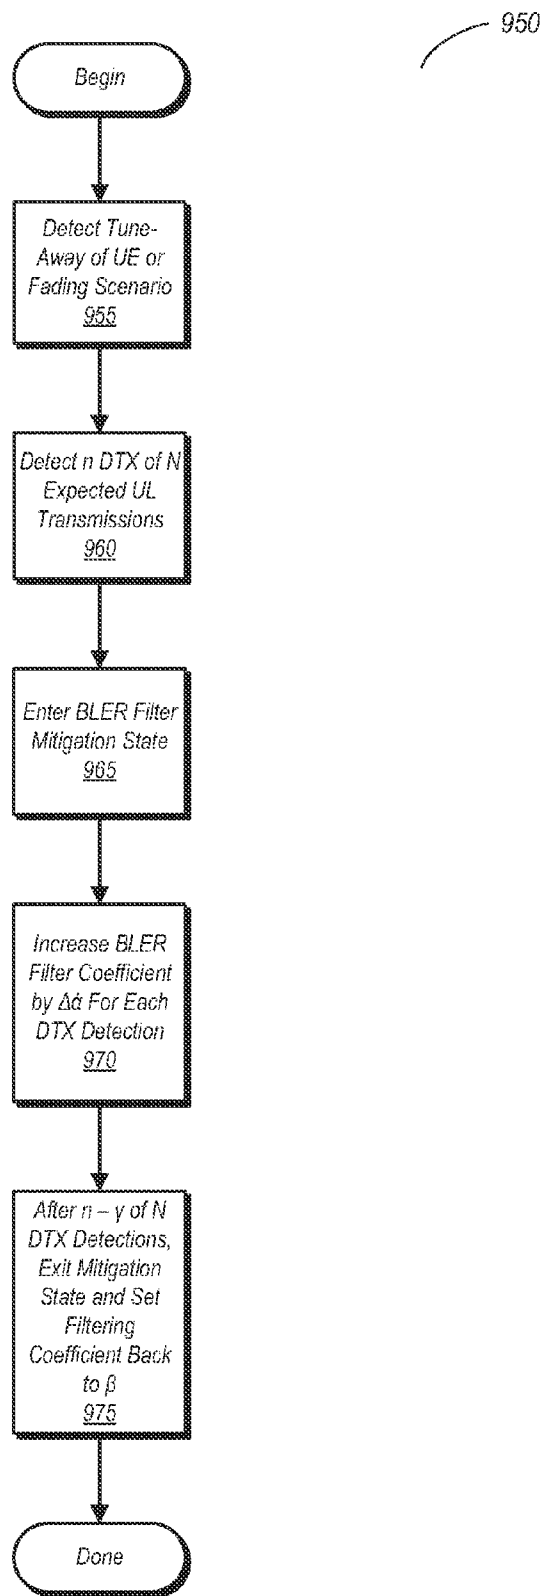 950
Begin
Detect Tune-
Away of UE or
Fading Scenario
955
Detect n DTX of N
Expected UL
Transmissions
960
Enter BLER Filter
Mitigation State
965
Increase BLER
Filter Coefficient
by Δά For Each
DTX Detection
970
After n – γ of N
DTX Detections,
Exit Mitigation
State and Set
Filtering
Coefficient Back
to β
975
Done